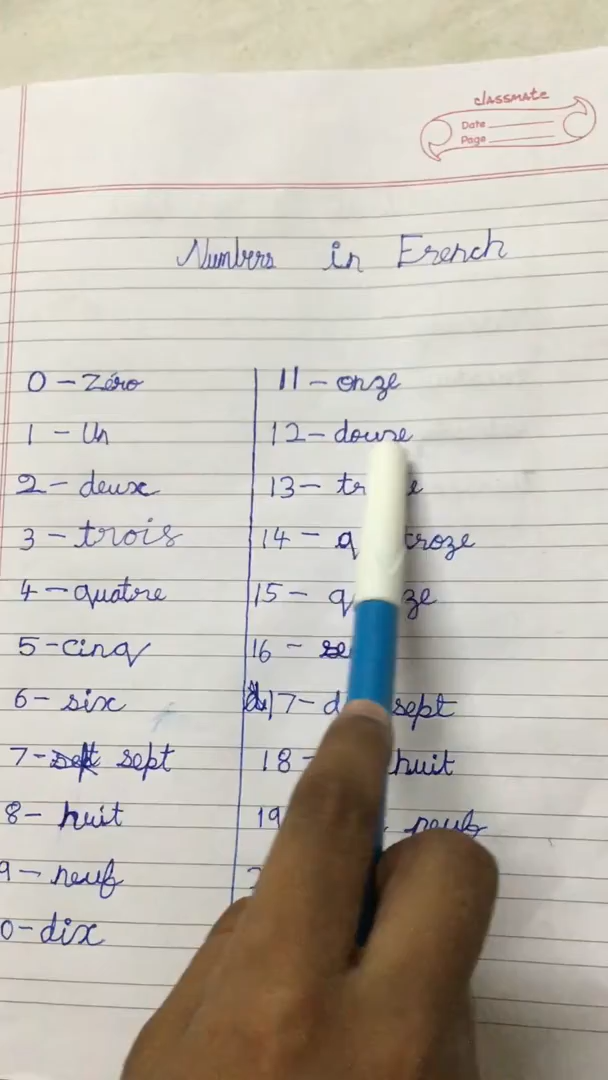 classmate
Date
Page
Numbers in French
0 - Zéro
1 - Un
2 - deux
3 - trois
4 - quatre
5 - cinq
6 - six
7 - sept
8 - huit
9 - neuf
0 - dix
11 - onze
12 - douze
13 -
14 -
15 -
16 -
17 - sept
18 - huit
19 neuf